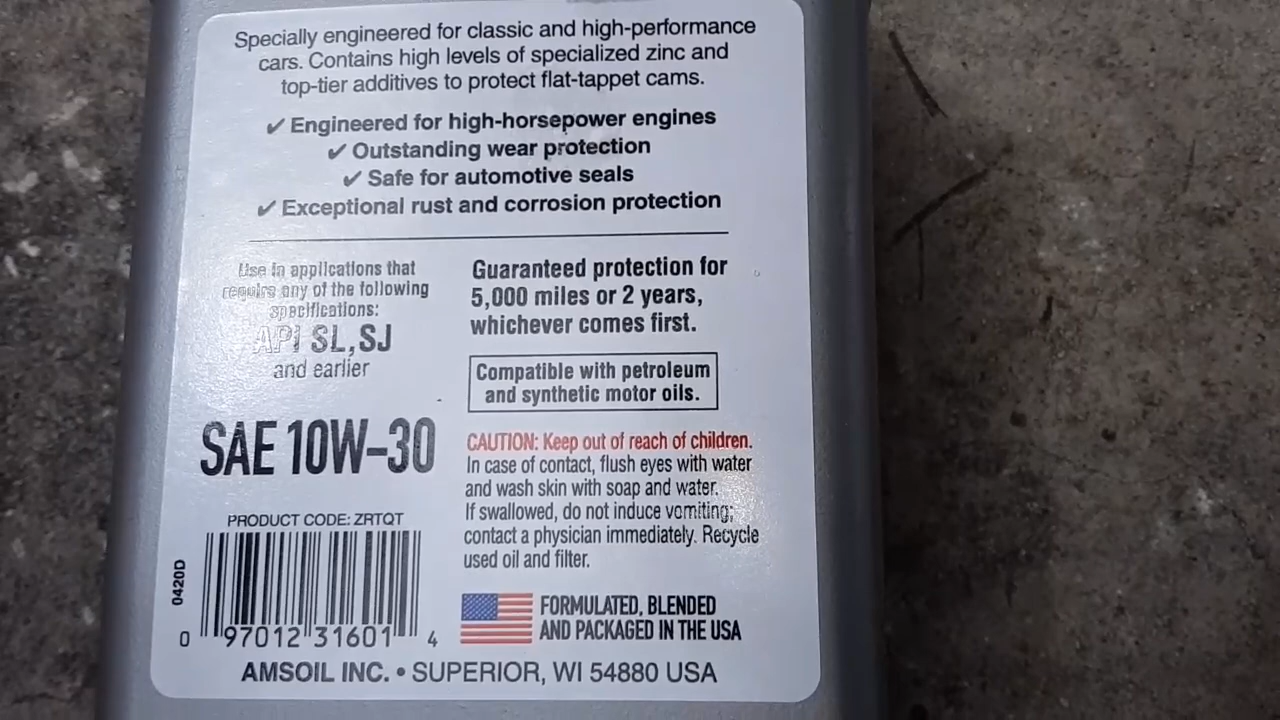 Specially engineered for classic and high-performance
cars. Contains high levels of specialized zinc and
top-tier additives to protect flat-tappet cams.
✔ Engineered for high-horsepower engines
✔ Outstanding wear protection
✔ Safe for automotive seals
✔ Exceptional rust and corrosion protection
Use in applications that
require any of the following
specifications:
API SL,SJ
and earlier
SAE 10W-30
PRODUCT CODE: ZRTQT
0420D
0 97012 31601 4
Guaranteed protection for
5,000 miles or 2 years,
whichever comes first.
Compatible with petroleum
and synthetic motor oils.
CAUTION: Keep out of reach of children.
In case of contact, flush eyes with water
and wash skin with soap and water.
If swallowed, do not induce vomiting;
contact a physician immediately. Recycle
used oil and filter.
FORMULATED, BLENDED
AND PACKAGED IN THE USA
AMSOIL INC. • SUPERIOR, WI 54880 USA